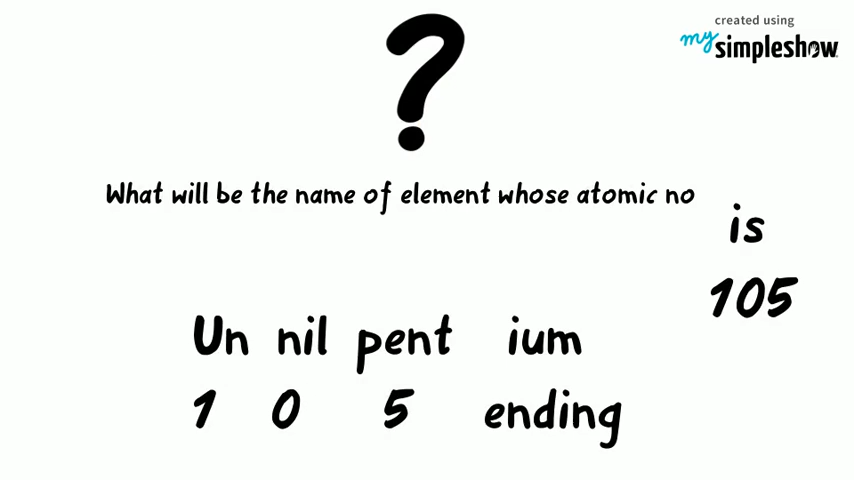 created using
my simpleshow
?
What will be the name of element whose atomic no
is
105
Un nil pent ium
1 0 5 ending